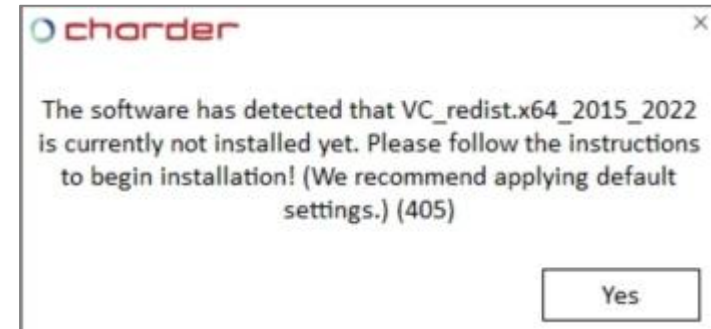 charder
The software has detected that VC_redist.x64_2015_2022
is currently not installed yet. Please follow the instructions
to begin installation! (We recommend applying default
settings.) (405)
Yes